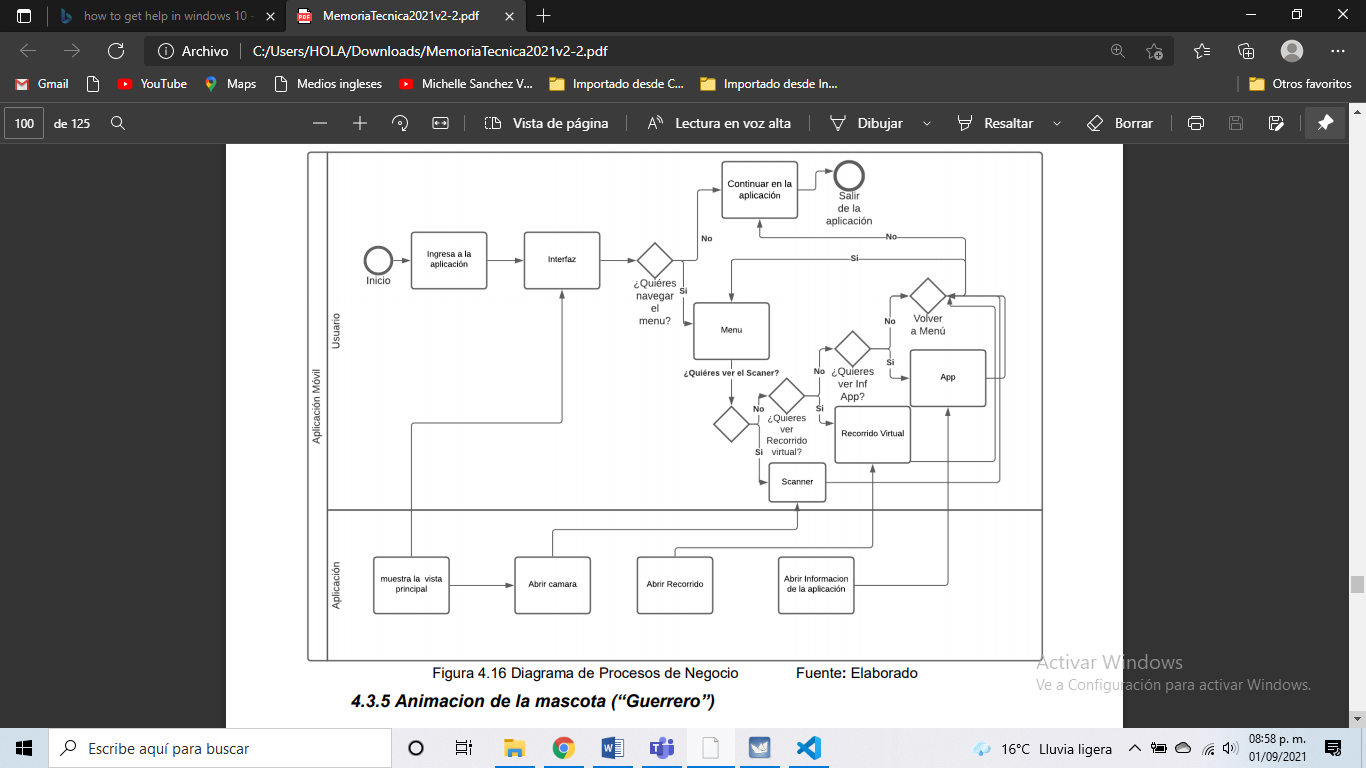 how to get help in windows 10 -
MemoriaTecnica2021v2-2.pdf
Archivo
C:/Users/HOLA/Downloads/MemoriaTecnica2021v2-2.pdf
Gmail
YouTube
Maps
Medios ingleses
Michelle Sanchez V...
Importado desde C...
Importado desde In...
Otros favoritos
100
de 125
Vista de página
Lectura en voz alta
Dibujar
Resaltar
Borrar
Aplicación Móvil
Usuario
Inicio
Ingresa a la
aplicación
Interfaz
¿Quiéres
navegar
el
menu?
No
Si
Continuar en la
aplicación
Salir
de la
aplicación
No
Si
Menu
¿Quiéres ver el Scaner?
No
Si
¿Quieres
ver
Recorrido
virtual?
No
Si
¿Quieres
ver Inf
App?
No
Si
Volver
a Menú
App
Recorrido Virtual
Scanner
Aplicación
muestra la vista
principal
Abrir camara
Abrir Recorrido
Abrir Informacion
de la aplicación
Figura 4.16 Diagrama de Procesos de Negocio
Fuente: Elaborado
4.3.5 Animacion de la mascota (“Guerrero”)
Activar Windows
Ve a Configuración para activar Windows.
Escribe aquí para buscar
16°C Lluvia ligera
08:58 p. m.
01/09/2021